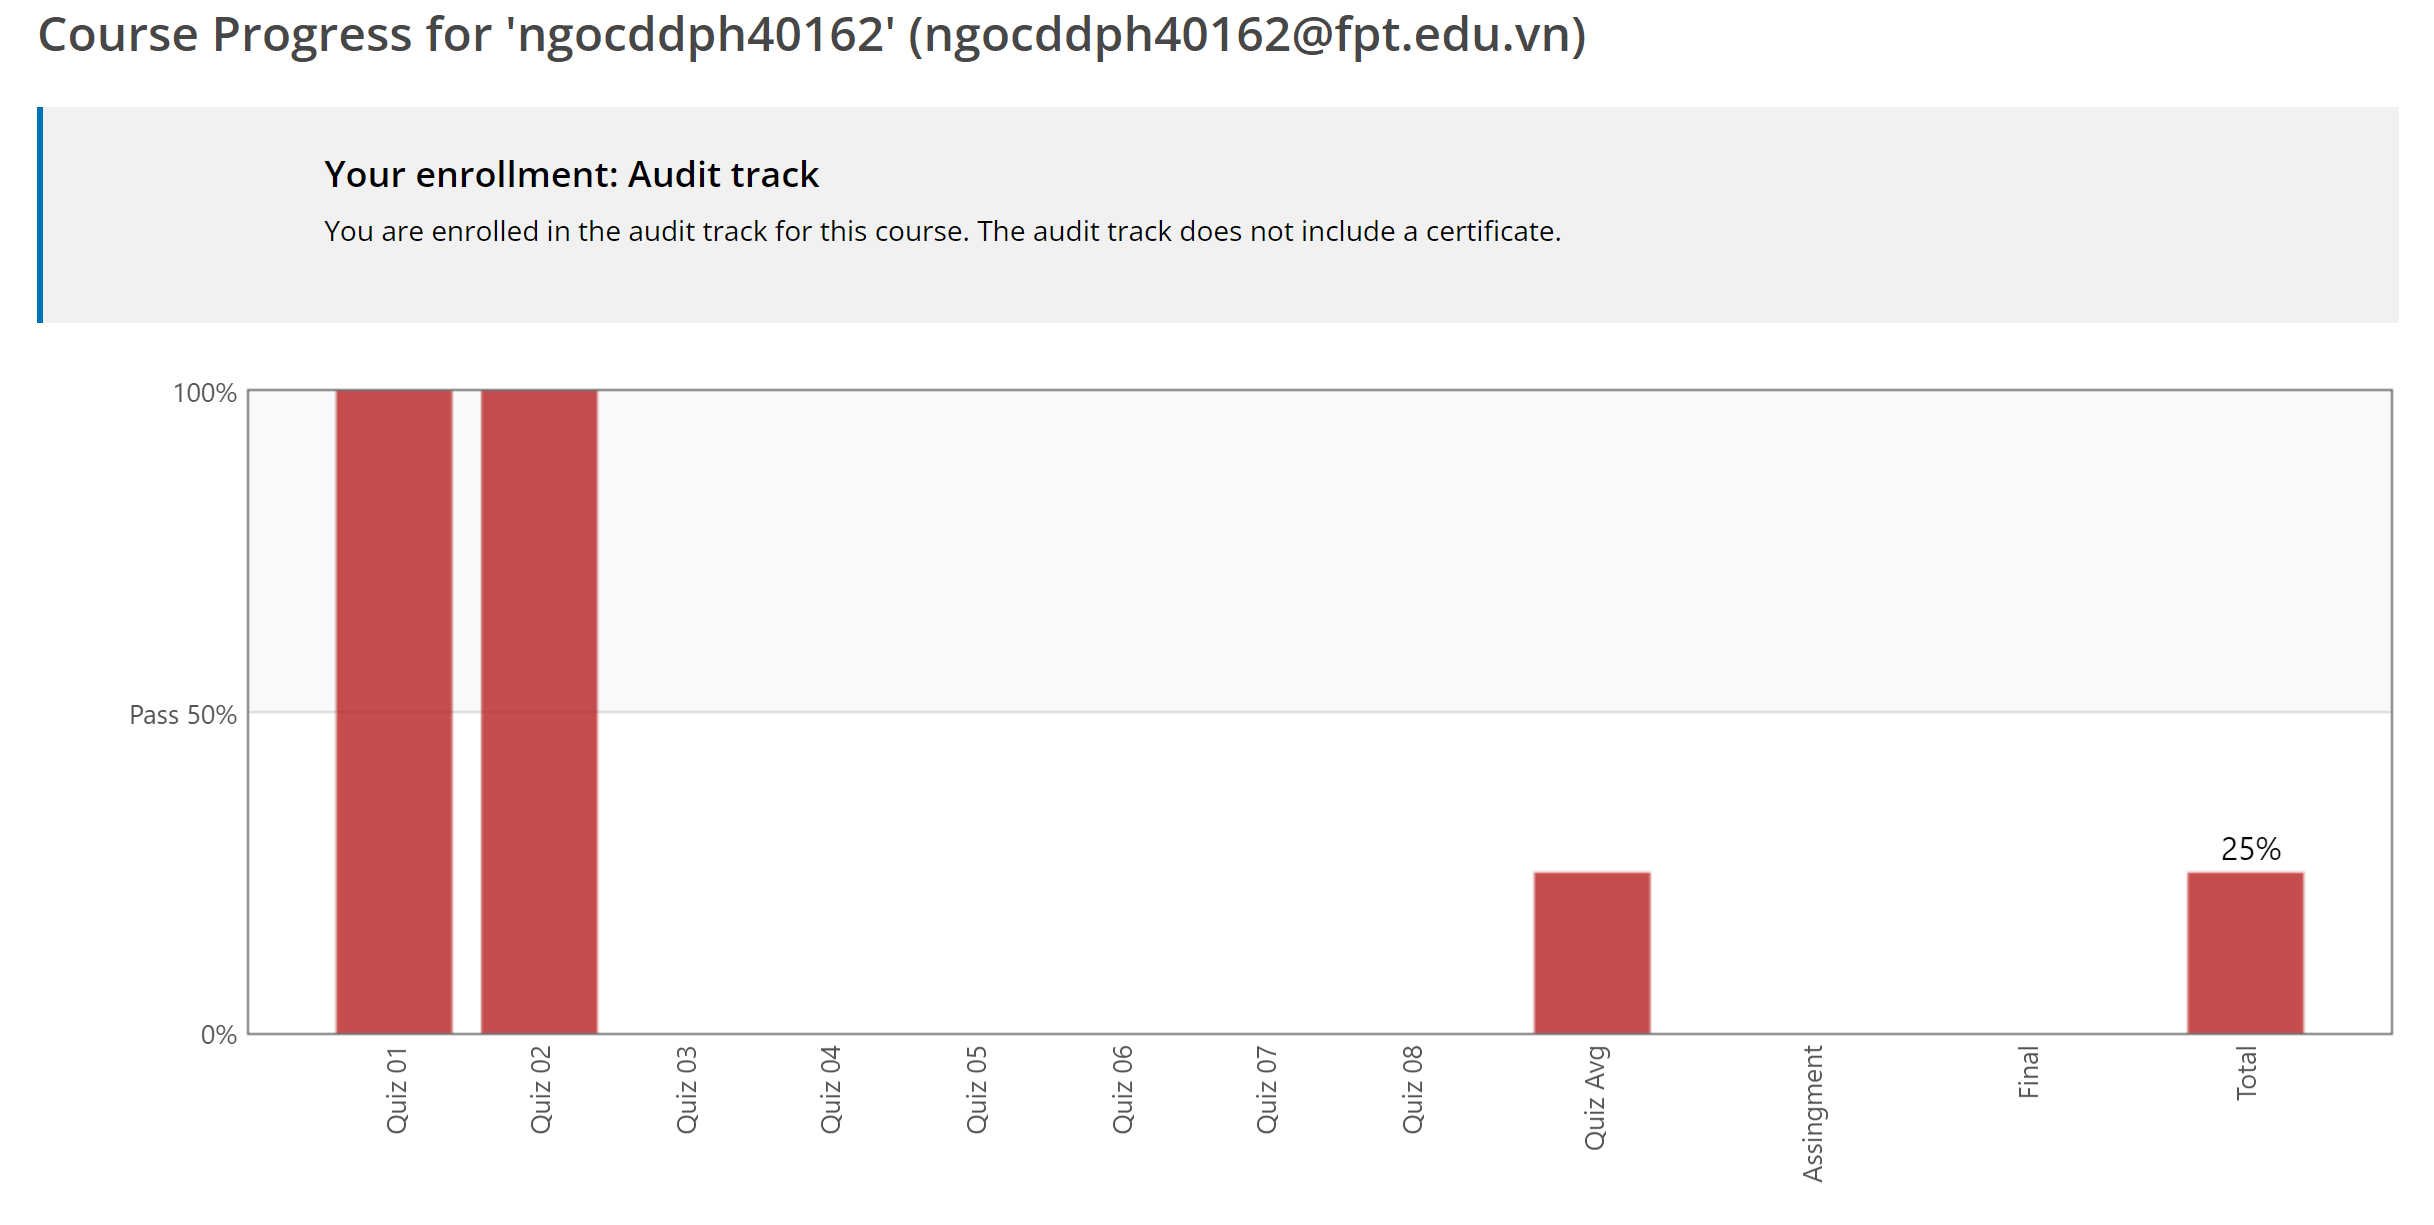 Course Progress for 'ngocddph40162' (ngocddph40162@fpt.edu.vn)
Your enrollment: Audit track
You are enrolled in the audit track for this course. The audit track does not include a certificate.
100%
Pass 50%
0%
25%
Quiz 01
Quiz 02
Quiz 03
Quiz 04
Quiz 05
Quiz 06
Quiz 07
Quiz 08
Quiz Avg
Assingment
Final
Total